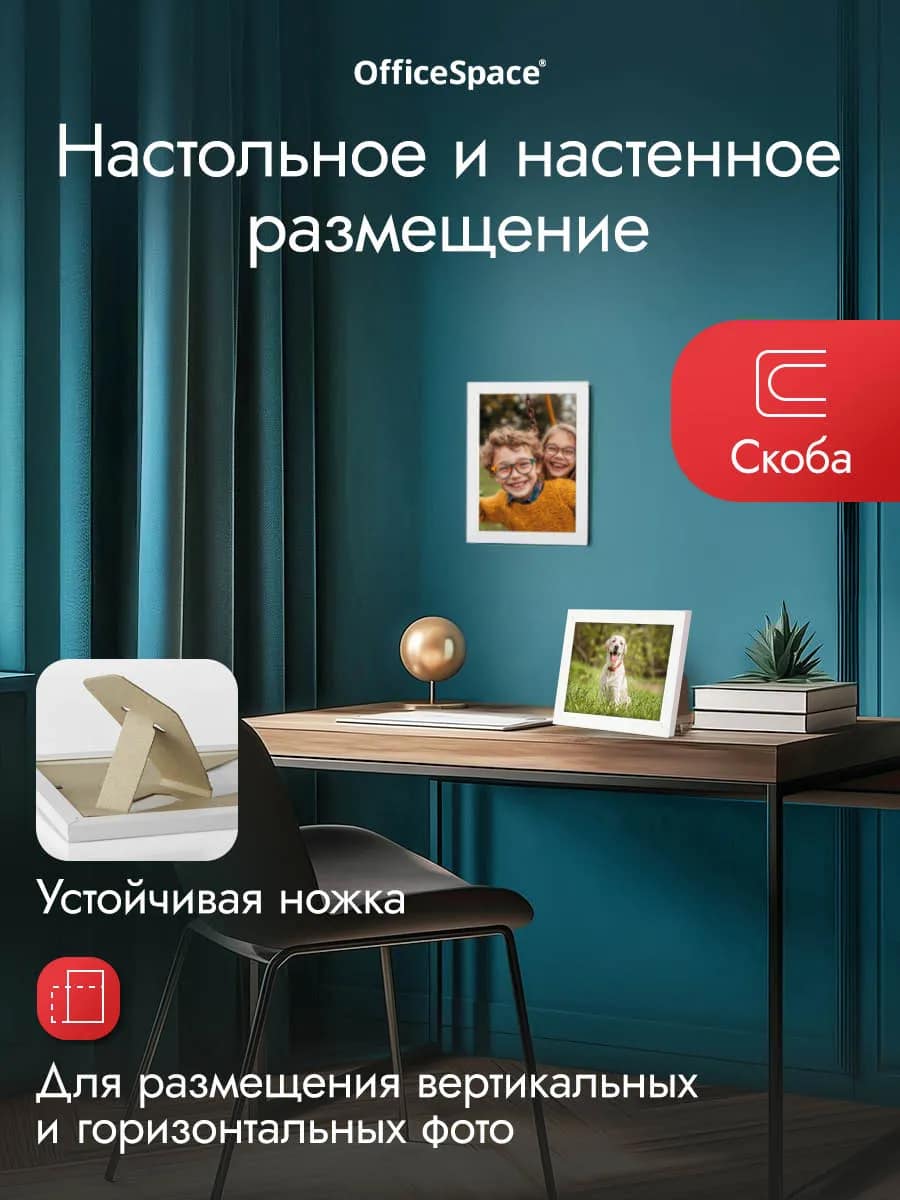 OfficeSpace®
Настольное и настенное
размещение
Скоба
Устойчивая ножка
Для размещения вертикальных
и горизонтальных фото